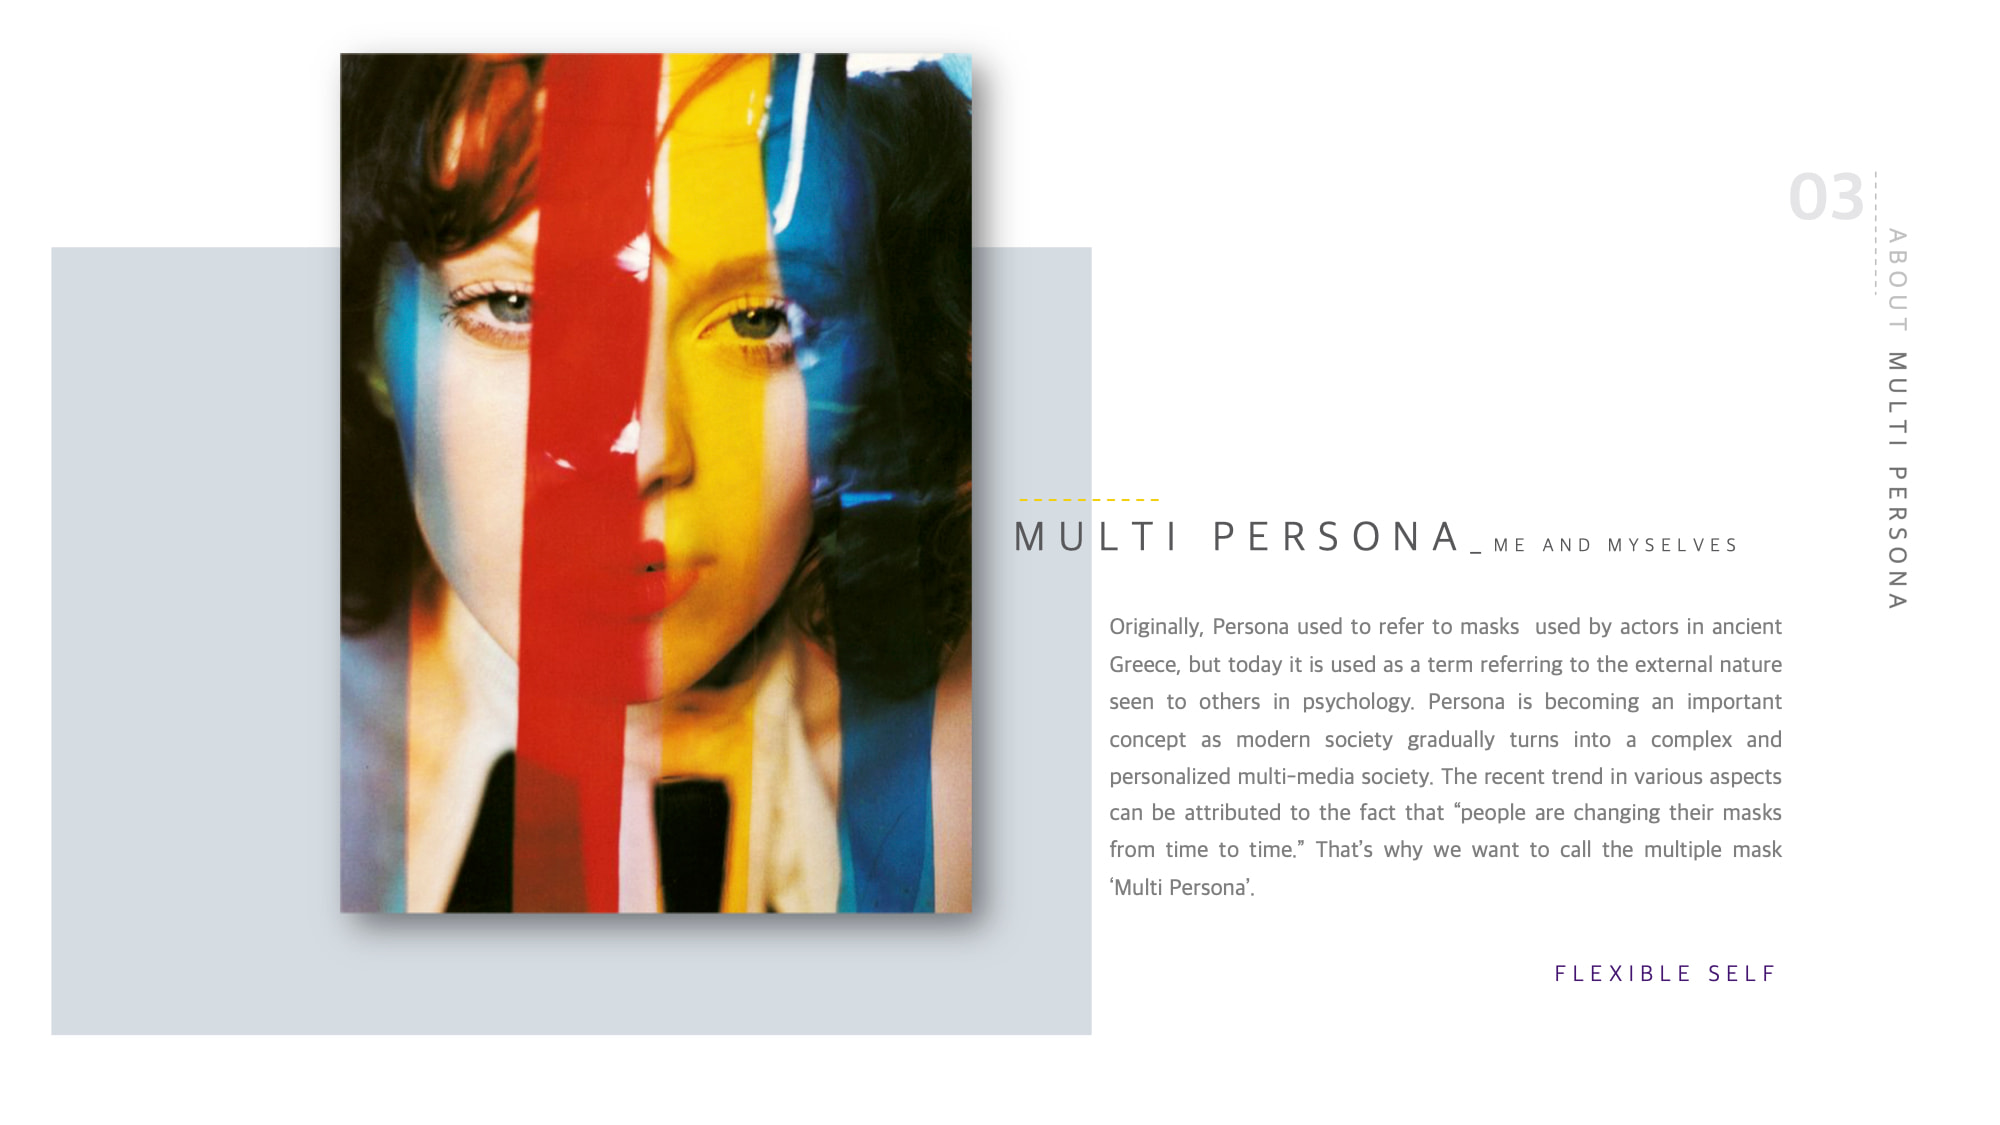 03
ABOUT MULTI PERSONA
MULTI PERSONA_ ME AND MYSELVES
Originally, Persona used to refer to masks  used by actors in ancient
Greece, but today it is used as a term referring to the external nature
seen to others in psychology. Persona is becoming an important
concept as modern society gradually turns into a complex and
personalized multi-media society. The recent trend in various aspects
can be attributed to the fact that “people are changing their masks
from time to time.” That’s why we want to call the multiple mask
‘Multi Persona’.
FLEXIBLE SELF